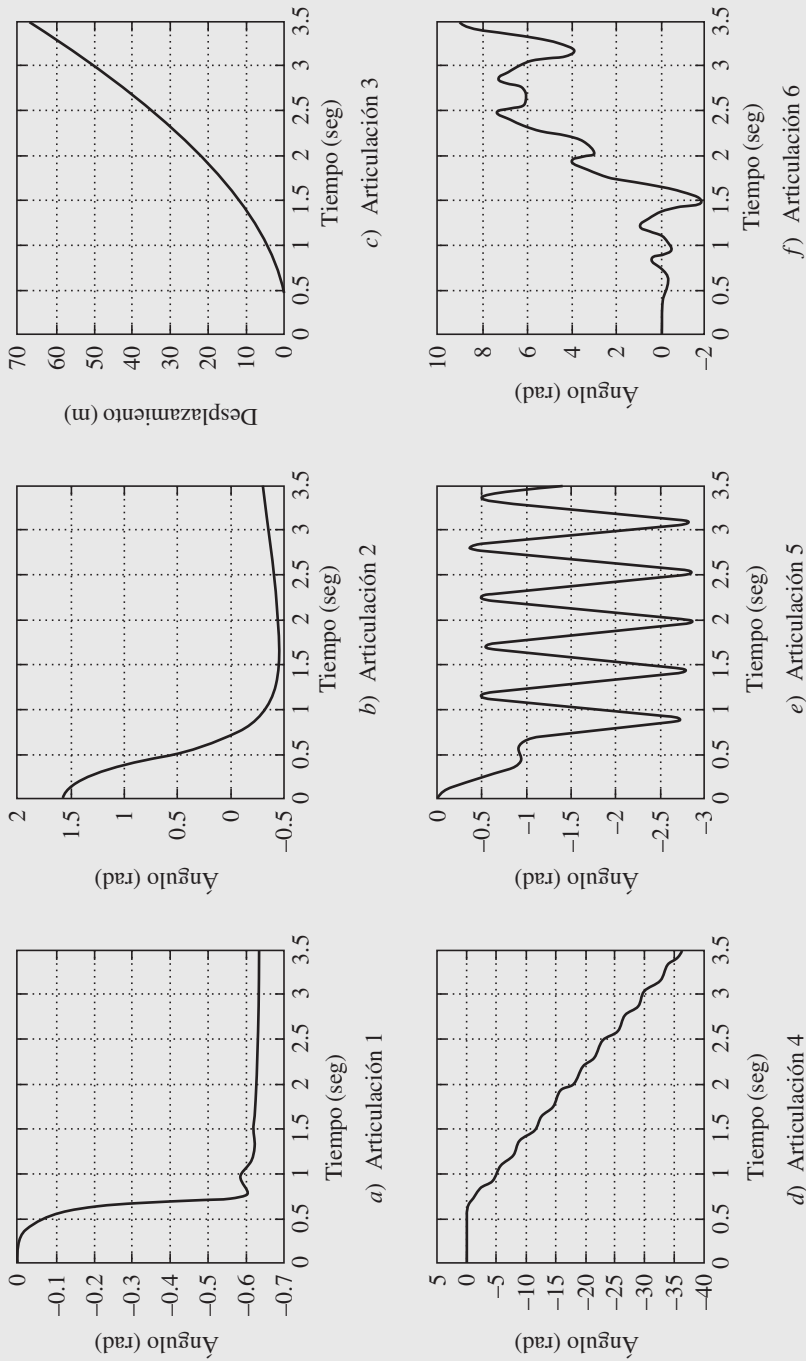 Ángulo (rad)
0
−0.1
−0.2
−0.3
−0.4
−0.5
−0.6
−0.7
0 0.5 1 1.5 2 2.5 3 3.5
Tiempo (seg)
a) Articulación 1
Ángulo (rad)
2
1.5
1
0.5
0
−0.5
0 0.5 1 1.5 2 2.5 3 3.5
Tiempo (seg)
b) Articulación 2
Desplazamiento (m)
70
60
50
40
30
20
10
0
0 0.5 1 1.5 2 2.5 3 3.5
Tiempo (seg)
c) Articulación 3
Ángulo (rad)
5
0
−5
−10
−15
−20
−25
−30
−35
−40
0 0.5 1 1.5 2 2.5 3 3.5
Tiempo (seg)
d) Articulación 4
Ángulo (rad)
0
−0.5
−1
−1.5
−2
−2.5
−3
0 0.5 1 1.5 2 2.5 3 3.5
Tiempo (seg)
e) Articulación 5
Ángulo (rad)
10
8
6
4
2
0
−2
0 0.5 1 1.5 2 2.5 3 3.5
Tiempo (seg)
f) Articulación 6